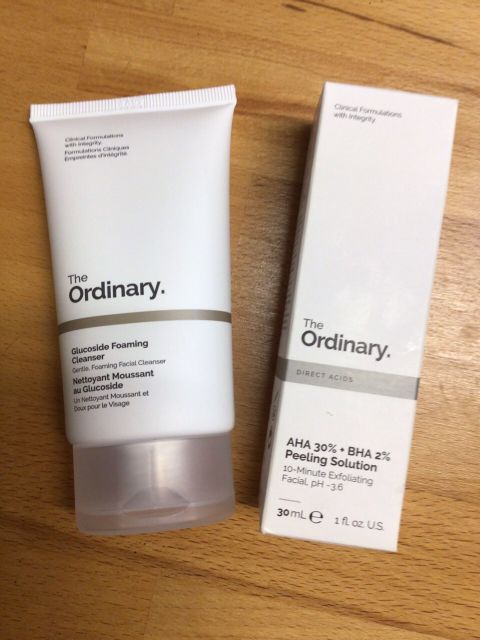 Clinical Formulations
with Integrity.
Formulations Cliniques
Empreintes d'intégrité.
The
Ordinary.
Glucoside Foaming
Cleanser
Gentle, Foaming Facial Cleanser
Nettoyant Moussant
au Glucoside
Un Nettoyant Moussant et
Doux pour le Visage
Clinical Formulations
with Integrity.
The
Ordinary.
DIRECT ACIDS
AHA 30% + BHA 2%
Peeling Solution
10-Minute Exfoliating
Facial, pH ~3.6
30 mL ℮ 1 fl. oz. U.S.